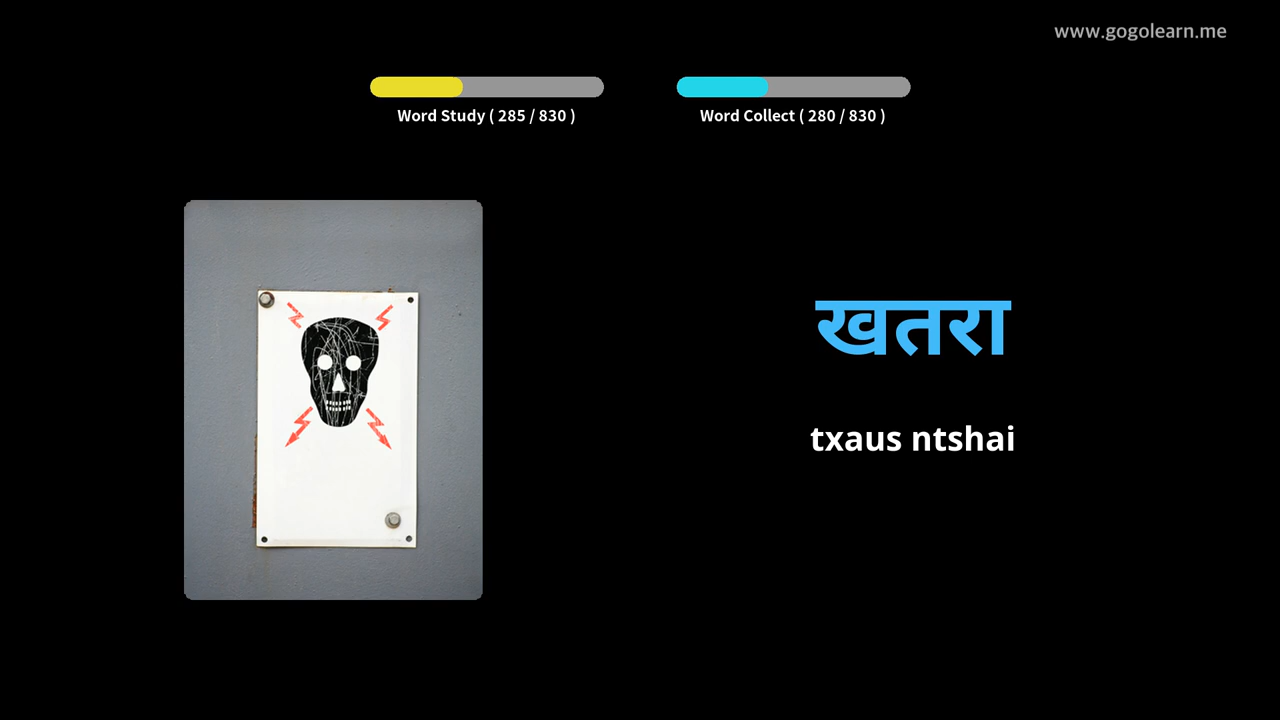 www.gogolearn.me
Word Study ( 285 / 830 )
Word Collect ( 280 / 830 )
खतरा
txaus ntshai